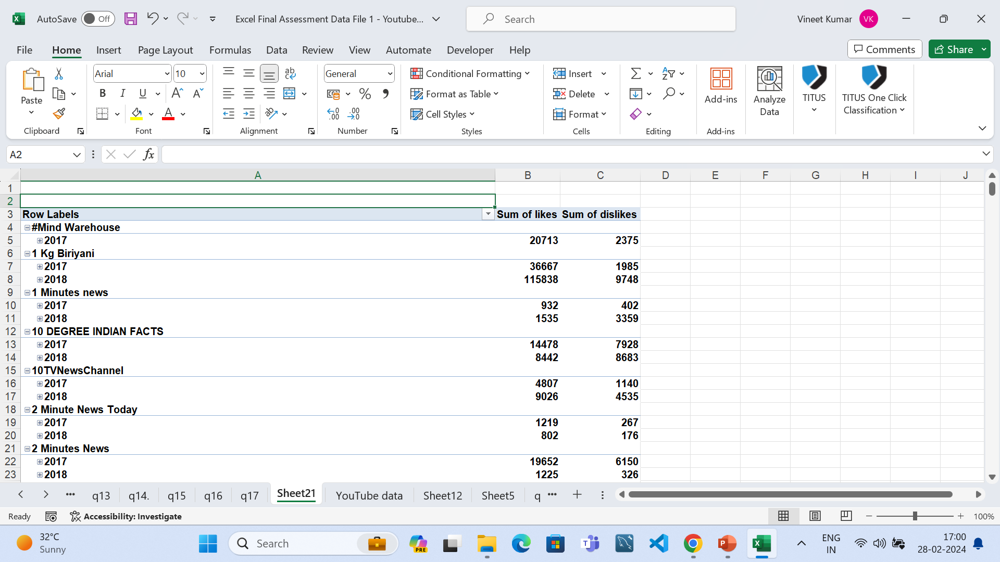 AutoSave Off Excel Final Assessment Data File 1 - Youtube... Search Vineet Kumar VK
File Home Insert Page Layout Formulas Data Review View Automate Developer Help Comments Share
Paste
Clipboard
Arial 10
B I U A A
A
Font
ab
Alignment
General
% 9
Number
Conditional Formatting
Format as Table
Cell Styles
Styles
Insert
Delete
Format
Cells
Editing
Add-ins
Add-ins
Analyze
Data
TITUS
TITUS One Click
Classification
A2 fx
A B C D E F G H I J
1
2
3 Row Labels Sum of likes Sum of dislikes
4 #Mind Warehouse
5 2017 20713 2375
6 1 Kg Biriyani
7 2017 36667 1985
8 2018 115838 9748
9 1 Minutes news
10 2017 932 402
11 2018 1535 3359
12 10 DEGREE INDIAN FACTS
13 2017 14478 7928
14 2018 8442 8683
15 10TVNewsChannel
16 2017 4807 1140
17 2018 9026 4535
18 2 Minute News Today
19 2017 1219 267
20 2018 802 176
21 2 Minutes News
22 2017 19652 6150
23 2018 1225 326
... q13 q14. q15 q16 q17 Sheet21 YouTube data Sheet12 Sheet5 q ...
Ready Accessibility: Investigate 100%
32°C
Sunny
Search
PRE
ENG
IN
17:00
28-02-2024